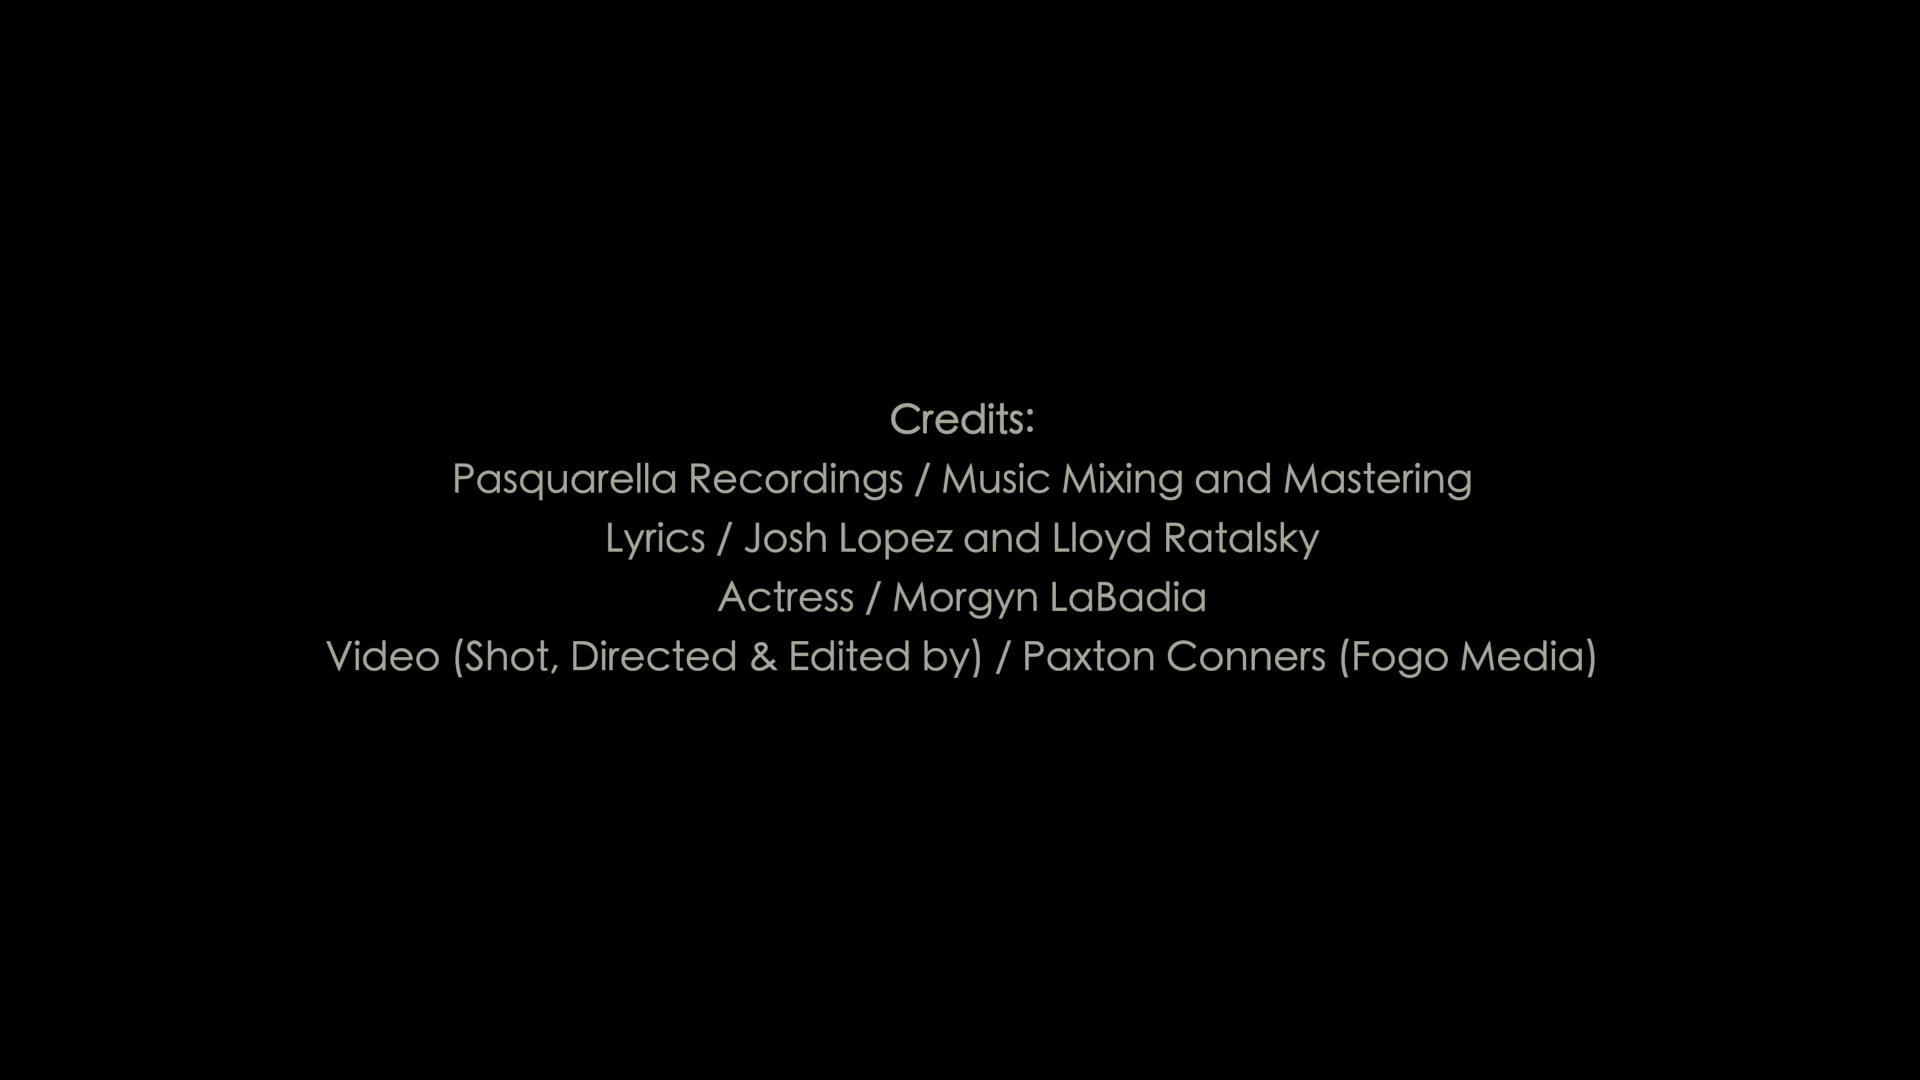 Credits:
Pasquarella Recordings / Music Mixing and Mastering
Lyrics / Josh Lopez and Lloyd Ratalsky
Actress / Morgyn LaBadia
Video (Shot, Directed & Edited by) / Paxton Conners (Fogo Media)